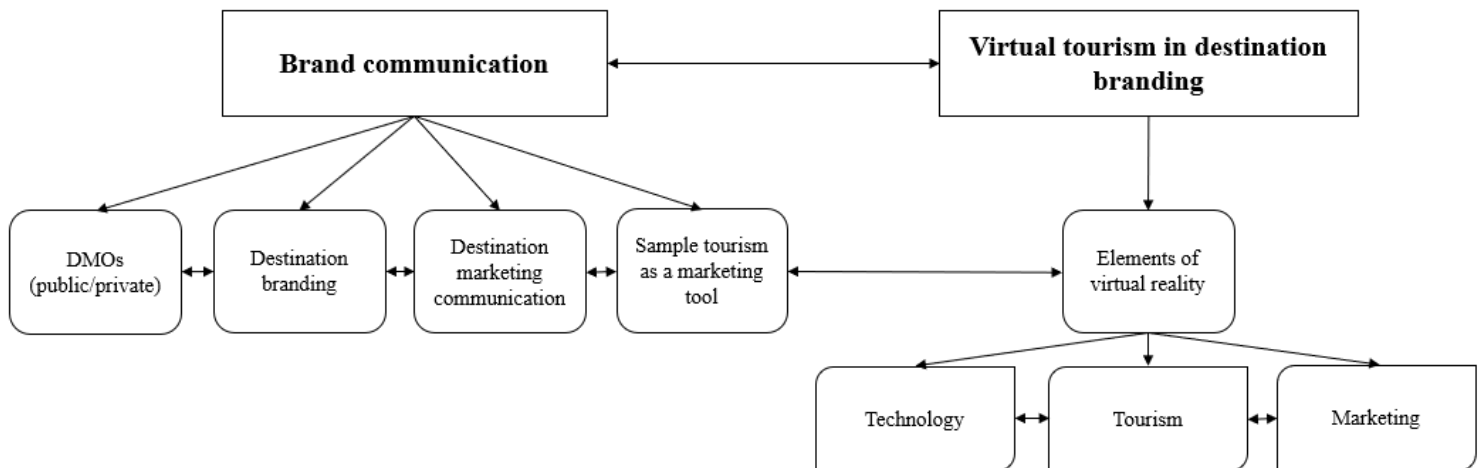 Brand communication
Virtual tourism in destination
branding
DMOs
(public/private)
Destination
branding
Destination
marketing
communication
Sample tourism
as a marketing
tool
Elements of
virtual reality
Technology
Tourism
Marketing